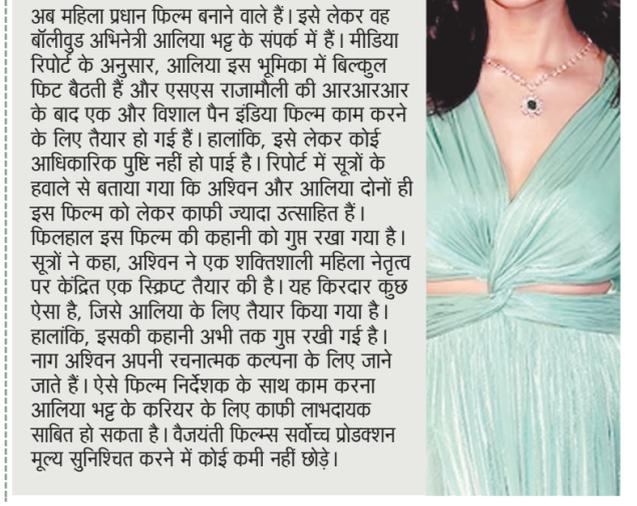 अब महिला प्रधान फिल्म बनाने वाले हैं। इसे लेकर वह
बॉलीवुड अभिनेत्री आलिया भट्ट के संपर्क में हैं। मीडिया
रिपोर्ट के अनुसार, आलिया इस भूमिका में बिल्कुल
फिट बैठती हैं और एसएस राजामौली की आरआरआर
के बाद एक और विशाल पैन इंडिया फिल्म काम करने
के लिए तैयार हो गई हैं। हालांकि, इसे लेकर कोई
आधिकारिक पुष्टि नहीं हो पाई है। रिपोर्ट में सूत्रों के
हवाले से बताया गया कि अश्विन और आलिया दोनों ही
इस फिल्म को लेकर काफी ज्यादा उत्साहित हैं।
फिलहाल इस फिल्म की कहानी को गुप्त रखा गया है।
सूत्रों ने कहा, अश्विन ने एक शक्तिशाली महिला नेतृत्व
पर केंद्रित एक स्क्रिप्ट तैयार की है। यह किरदार कुछ
ऐसा है, जिसे आलिया के लिए तैयार किया गया है।
हालांकि, इसकी कहानी अभी तक गुप्त रखी गई है।
नाग अश्विन अपनी रचनात्मक कल्पना के लिए जाने
जाते हैं। ऐसे फिल्म निर्देशक के साथ काम करना
आलिया भट्ट के करियर के लिए काफी लाभदायक
साबित हो सकता है। वैजयंती फिल्म्स सर्वोच्च प्रोडक्शन
मूल्य सुनिश्चित करने में कोई कमी नहीं छोड़े।